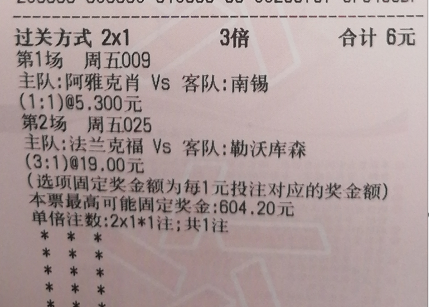 过关方式 2x1 3倍 合计 6元
第1场 周五009
主队:阿雅克肖 Vs 客队:南锡
(1:1)@5.300元
第2场 周五025
主队:法兰克福 Vs 客队:勒沃库森
(3:1)@19.00元
(选项固定奖金额为每1元投注对应的奖金额)
本票最高可能固定奖金:604.20元
单倍注数:2x1*1注;共1注
* * *
* * *
* * *
* * *
* * *